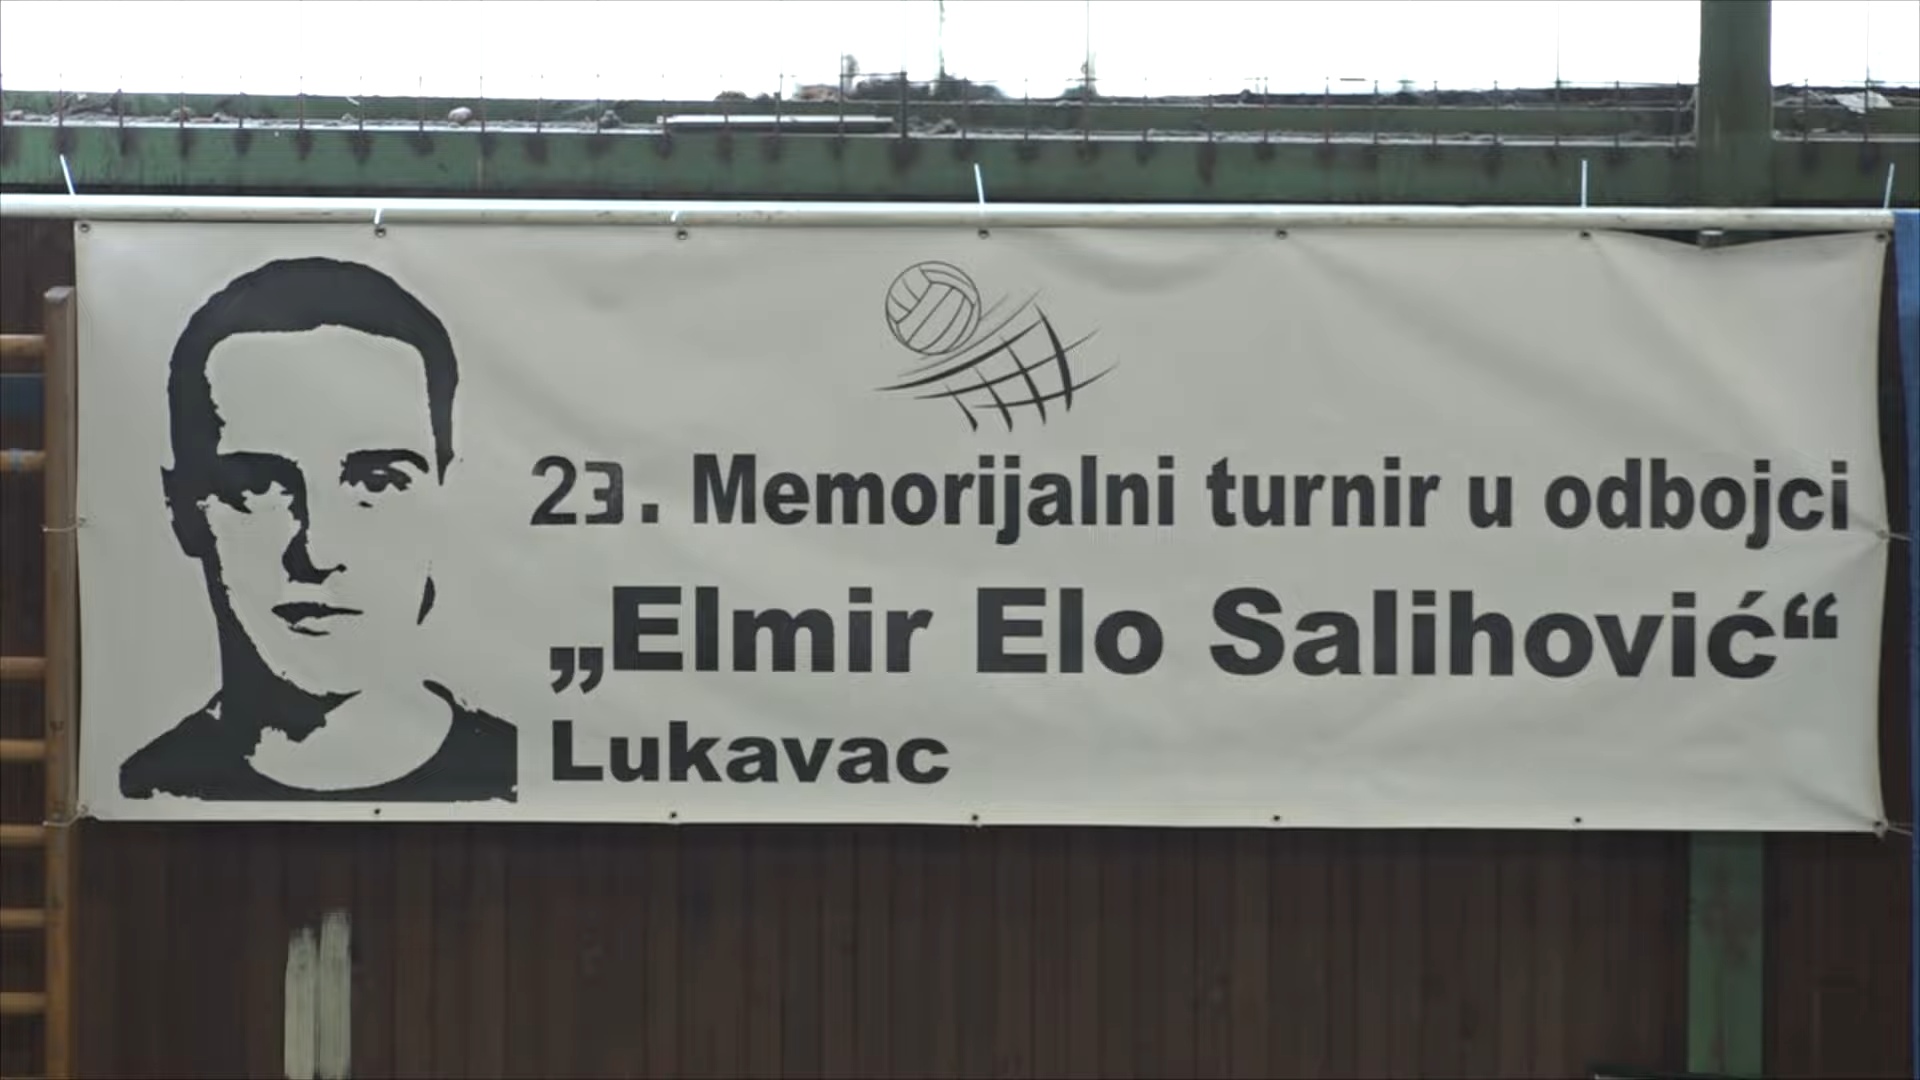 23. Memorijalni turnir u odbojci
„Elmir Elo Salihović“
Lukavac